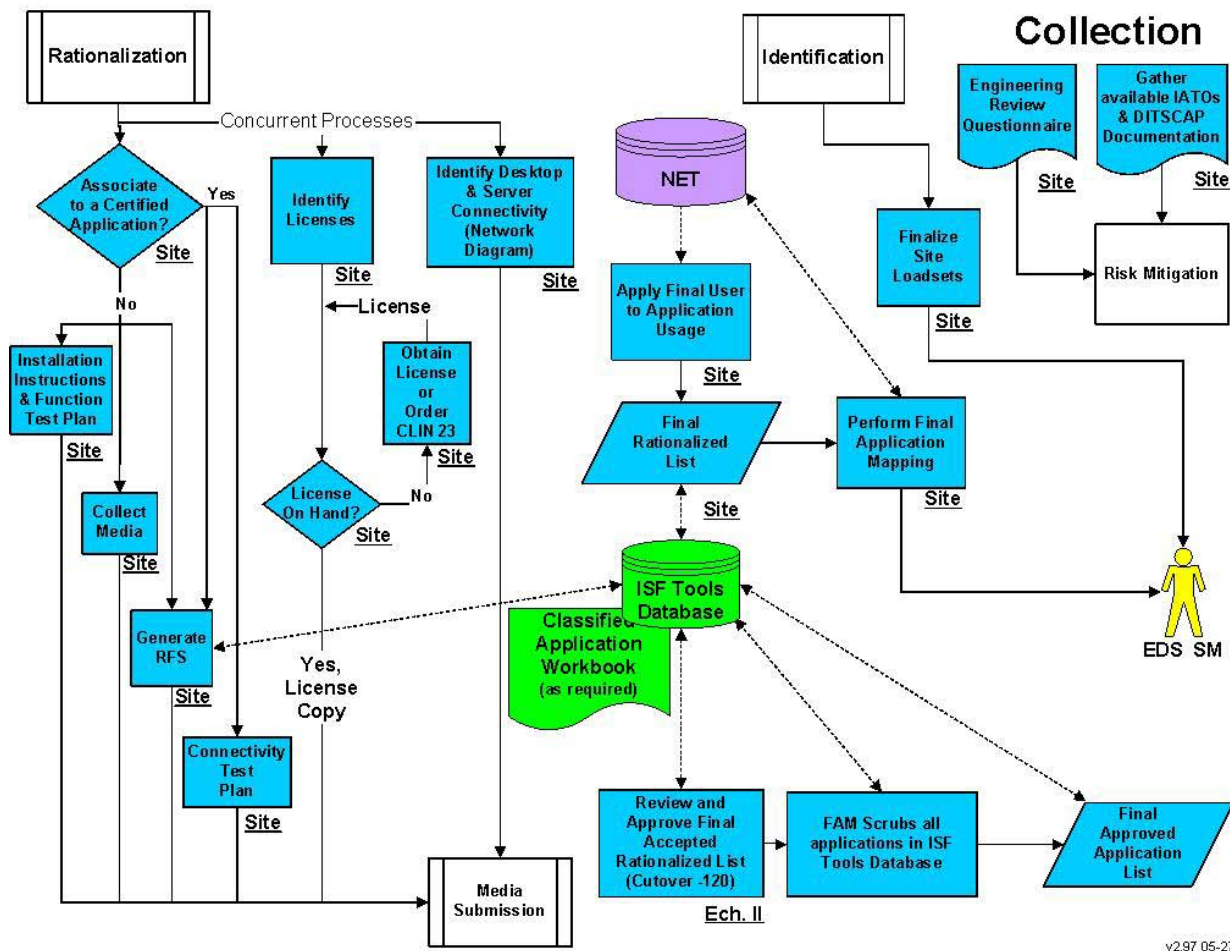 Collection
Rationalization
Identification
Engineering
Review
Questionnaire
Site
Gather
available IATOs
& DITSCAP
Documentation
Site
Concurrent Processes
Associate
to a Certified
Application?
Site
Yes
No
Identify
Licenses
Site
Identify Desktop
& Server
Connectivity
(Network
Diagram)
Site
NET
Finalize
Site
Loadsets
Site
Risk Mitigation
License
Apply Final User
to Application
Usage
Site
Installation
Instructions
& Function
Test Plan
Site
Obtain
License
or
Order
CLIN 23
Site
Final
Rationalized
List
Site
Perform Final
Application
Mapping
Site
Collect
Media
Site
License
On Hand?
Site
No
ISF Tools
Database
Classified
Application
Workbook
(as required)
EDS SM
Generate
RFS
Site
Yes,
License
Copy
Connectivity
Test
Plan
Site
Review and
Approve Final
Accepted
Rationalized List
(Cutover -120)
Ech. II
FAM Scrubs all
applications in ISF
Tools Database
Final
Approved
Application
List
Media
Submission